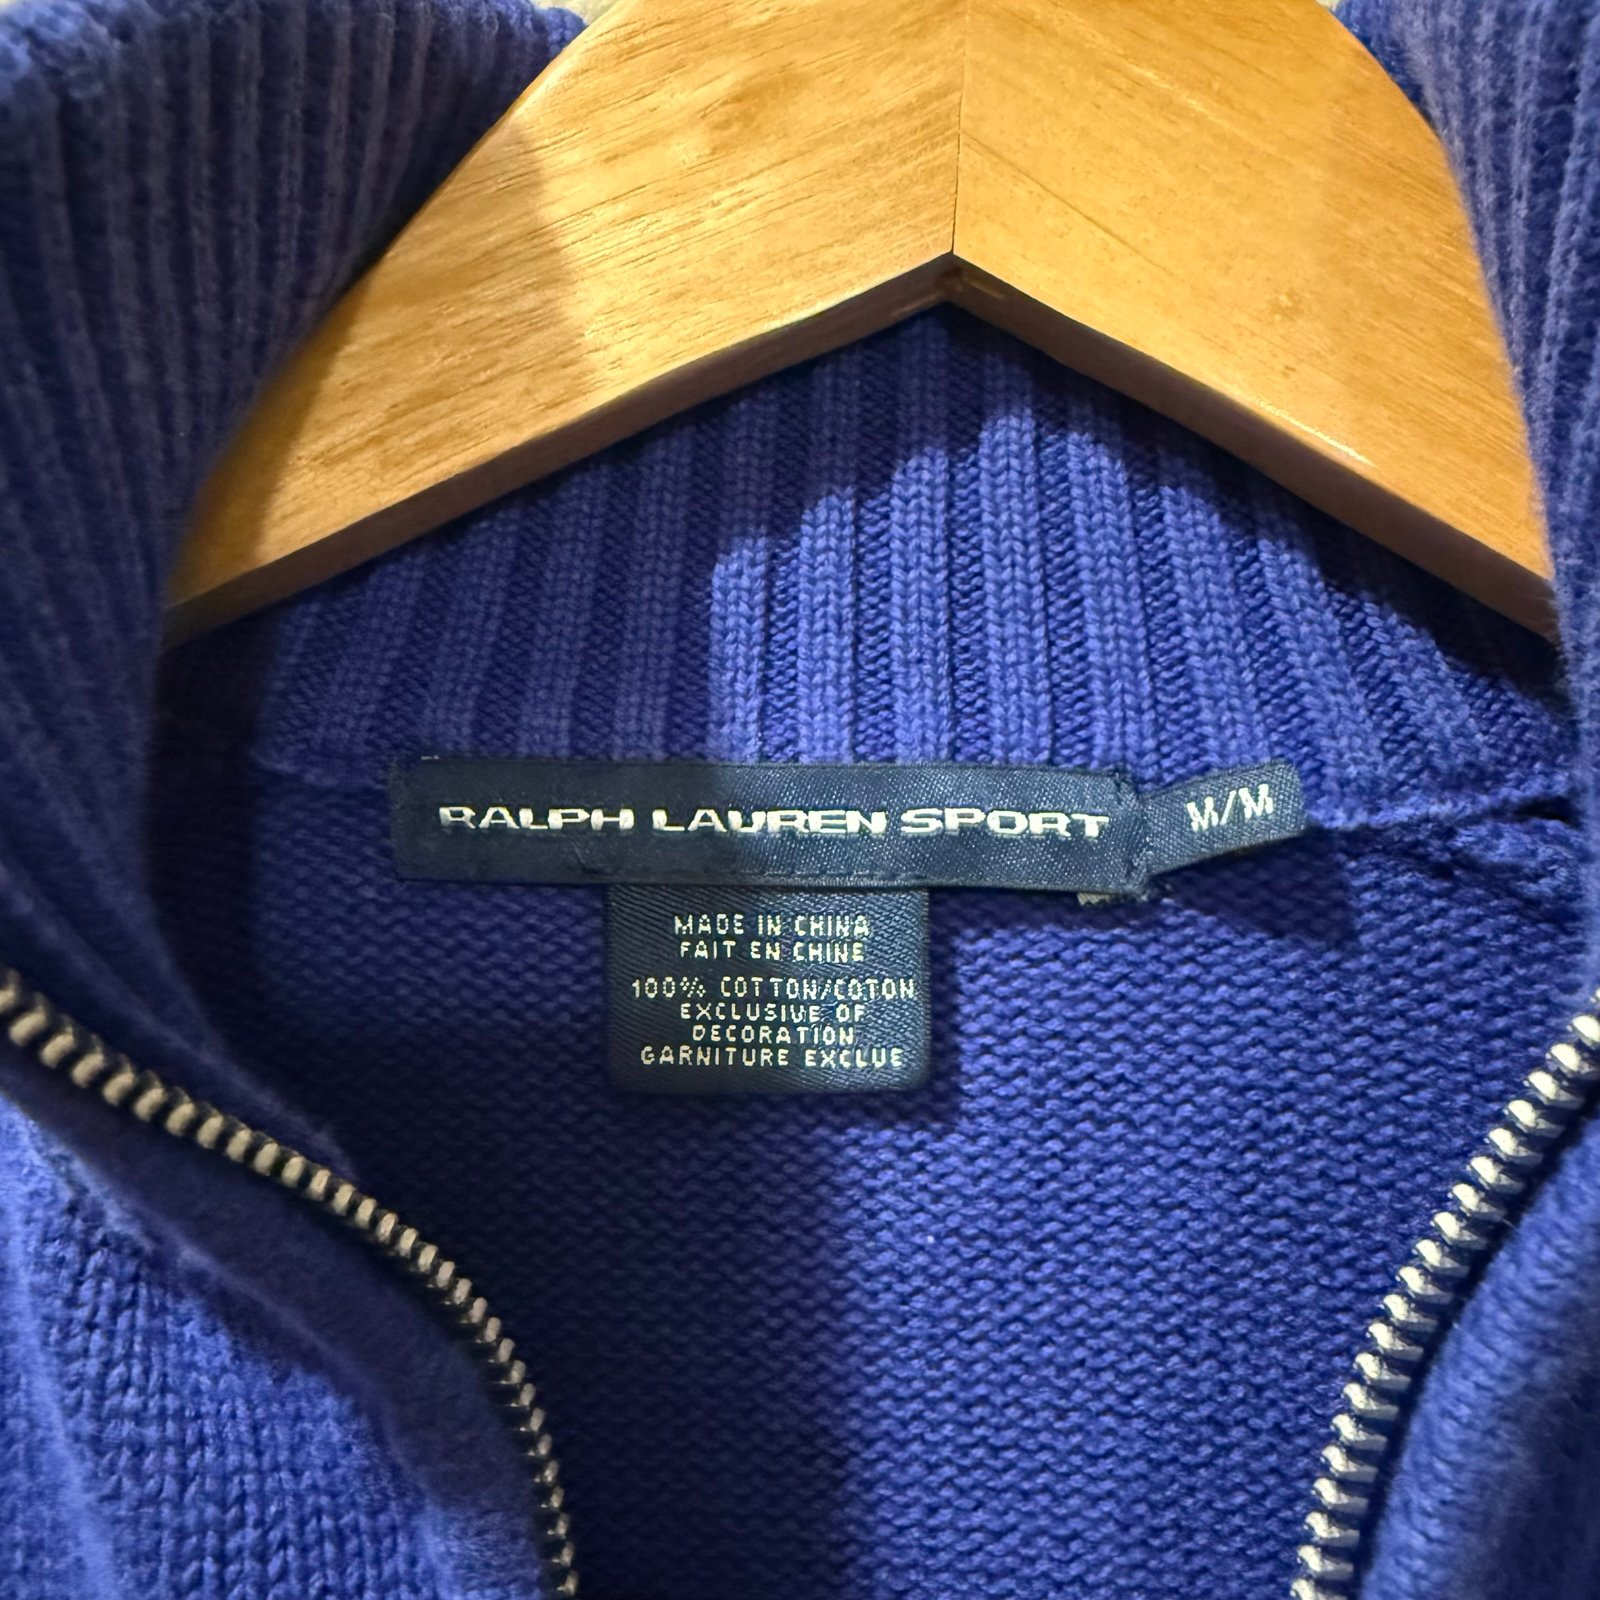 RALPH LAUREN SPORT
M/M
MADE IN CHINA
FAIT EN CHINE
100% COTTON/COTON
EXCLUSIVE OF
DECORATION
GARNITURE EXCLUE